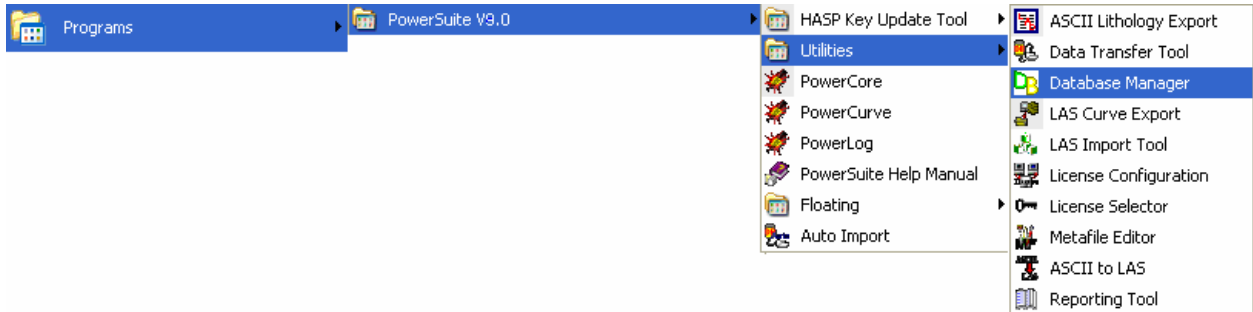 Programs
PowerSuite V9.0
HASP Key Update Tool
Utilities
PowerCore
PowerCurve
PowerLog
PowerSuite Help Manual
Floating
Auto Import
ASCII Lithology Export
Data Transfer Tool
Database Manager
LAS Curve Export
LAS Import Tool
License Configuration
License Selector
Metafile Editor
ASCII to LAS
Reporting Tool